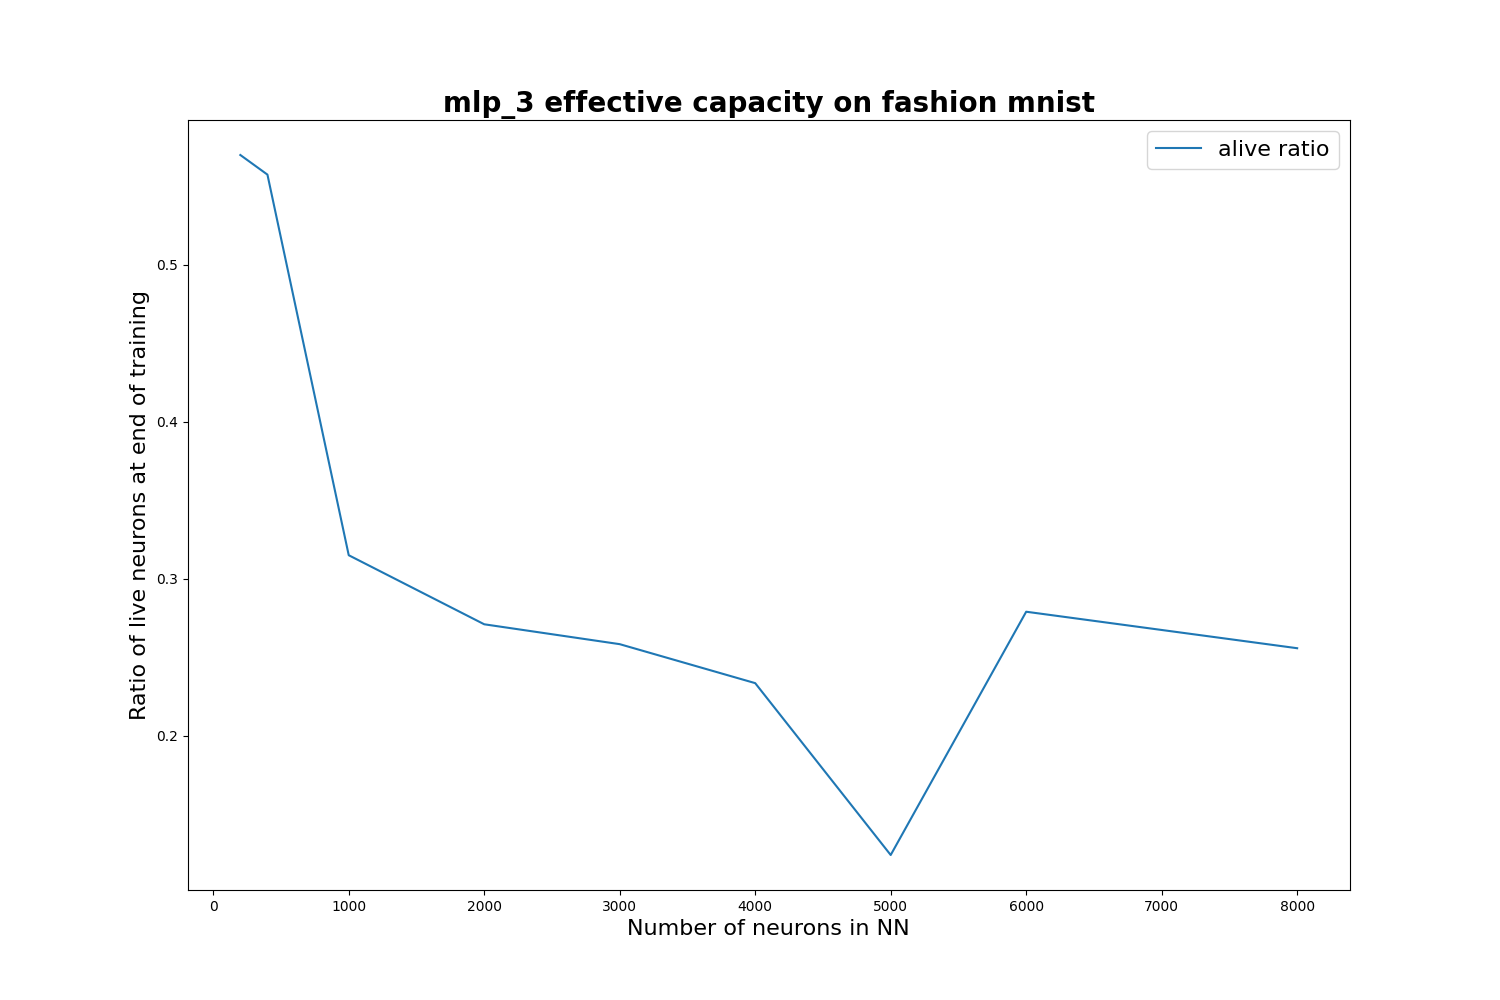 mlp_3 effective capacity on fashion mnist
alive ratio
Ratio of live neurons at end of training
0.5
0.4
0.3
0.2
0 1000 2000 3000 4000 5000 6000 7000 8000
Number of neurons in NN